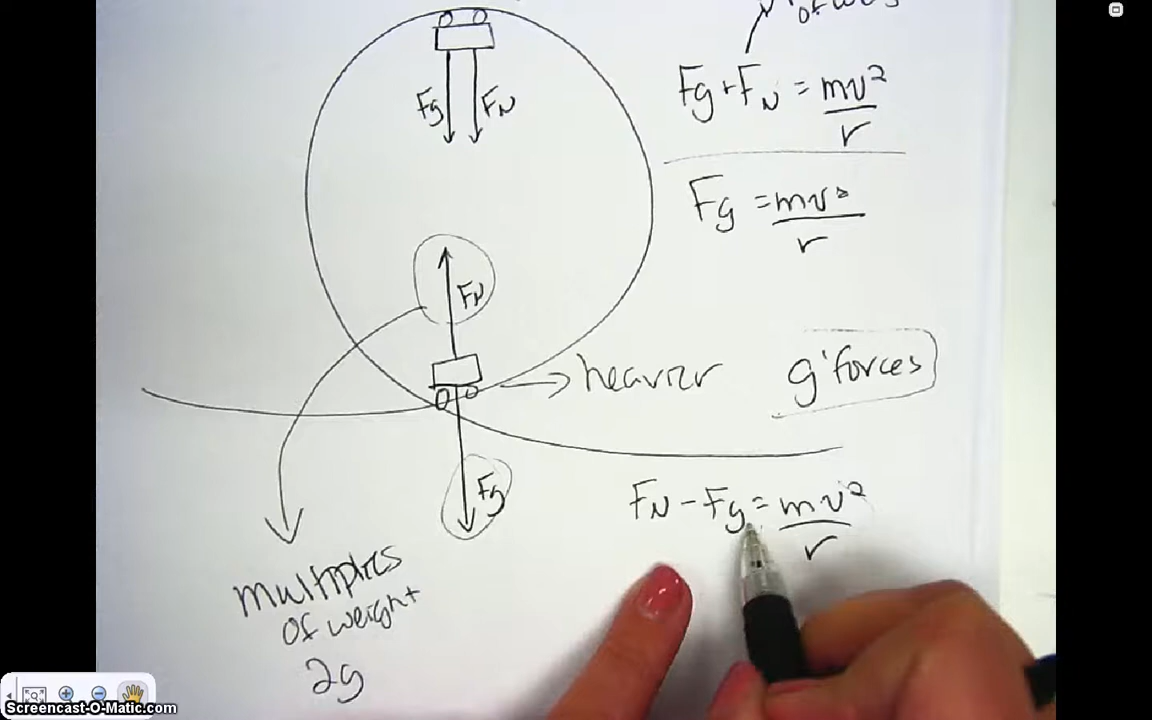 Fg
FN
Fg+FN = mv²
r
Fg = mv²
r
FN
heavier
g'forces
Fg
FN - Fg = mv²
r
multiples
of weight
2g
Screencast-O-Matic.com